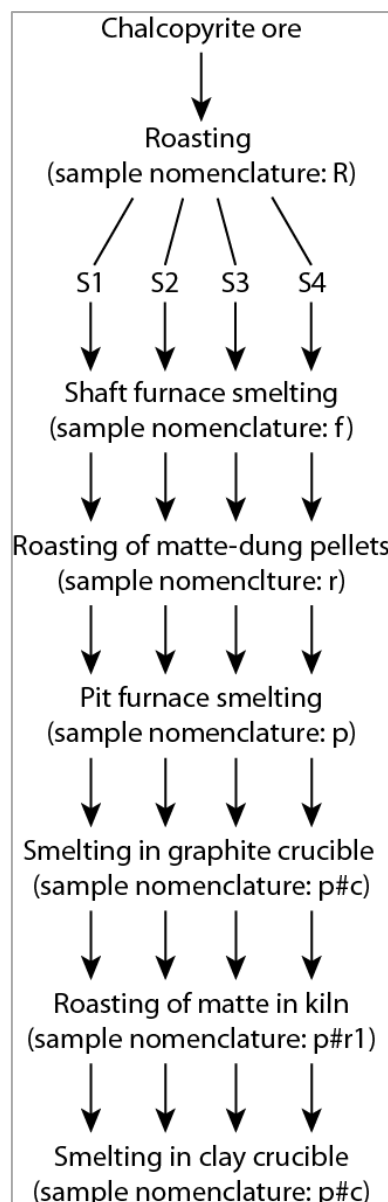 Chalcopyrite ore
Roasting
(sample nomenclature: R)
S1 S2 S3 S4
Shaft furnace smelting
(sample nomenclature: f)
Roasting of matte-dung pellets
(sample nomenclture: r)
Pit furnace smelting
(sample nomenclature: p)
Smelting in graphite crucible
(sample nomenclature: p#c)
Roasting of matte in kiln
(sample nomenclature: p#r1)
Smelting in clay crucible
(sample nomenclature: p#c)